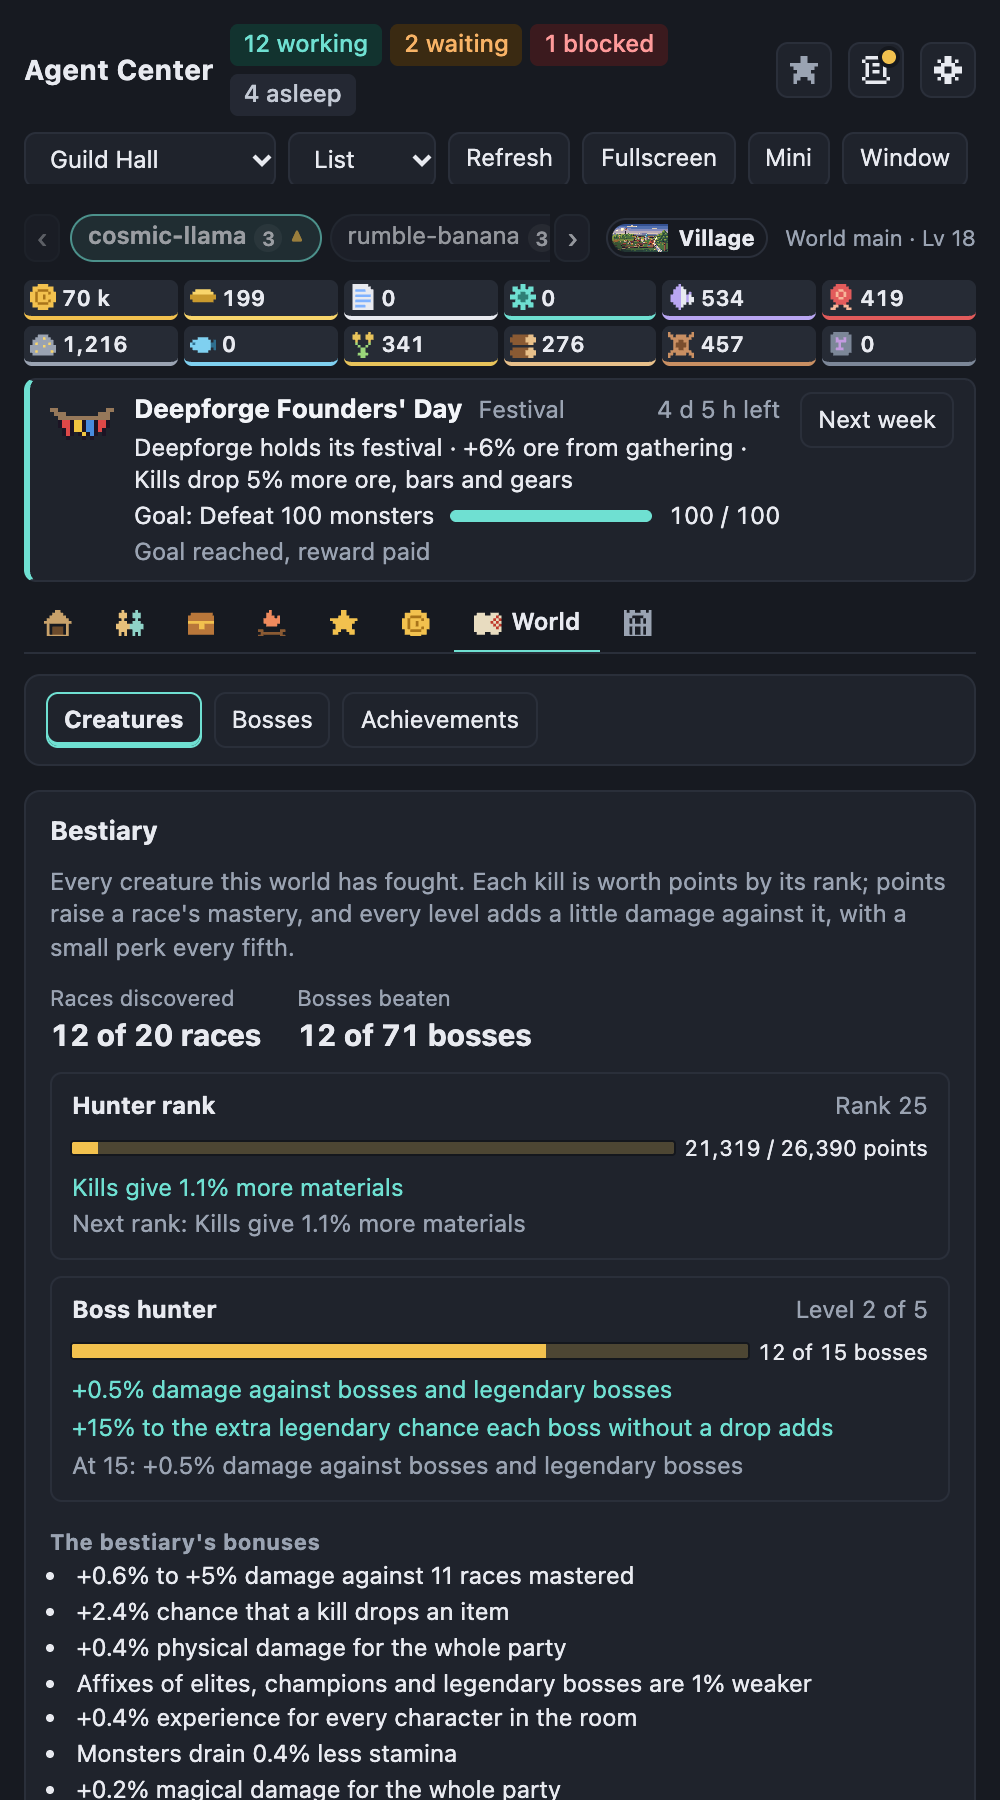 Agent Center
12 working
2 waiting
1 blocked
4 asleep
Guild Hall
List
Refresh
Fullscreen
Mini
Window
‹
cosmic-llama 3 ▲
rumble-banana 3
›
Village
World main · Lv 18
70 k
199
0
0
534
419
1,216
0
341
276
457
0
Deepforge Founders' Day Festival 4 d 5 h left
Next week
Deepforge holds its festival · +6% ore from gathering ·
Kills drop 5% more ore, bars and gears
Goal: Defeat 100 monsters 100 / 100
Goal reached, reward paid
World
Creatures
Bosses
Achievements
Bestiary
Every creature this world has fought. Each kill is worth points by its rank; points
raise a race's mastery, and every level adds a little damage against it, with a
small perk every fifth.
Races discovered
12 of 20 races
Bosses beaten
12 of 71 bosses
Hunter rank
Rank 25
21,319 / 26,390 points
Kills give 1.1% more materials
Next rank: Kills give 1.1% more materials
Boss hunter
Level 2 of 5
12 of 15 bosses
+0.5% damage against bosses and legendary bosses
+15% to the extra legendary chance each boss without a drop adds
At 15: +0.5% damage against bosses and legendary bosses
The bestiary's bonuses
• +0.6% to +5% damage against 11 races mastered
• +2.4% chance that a kill drops an item
• +0.4% physical damage for the whole party
• Affixes of elites, champions and legendary bosses are 1% weaker
• +0.4% experience for every character in the room
• Monsters drain 0.4% less stamina
• +0.2% magical damage for the whole party